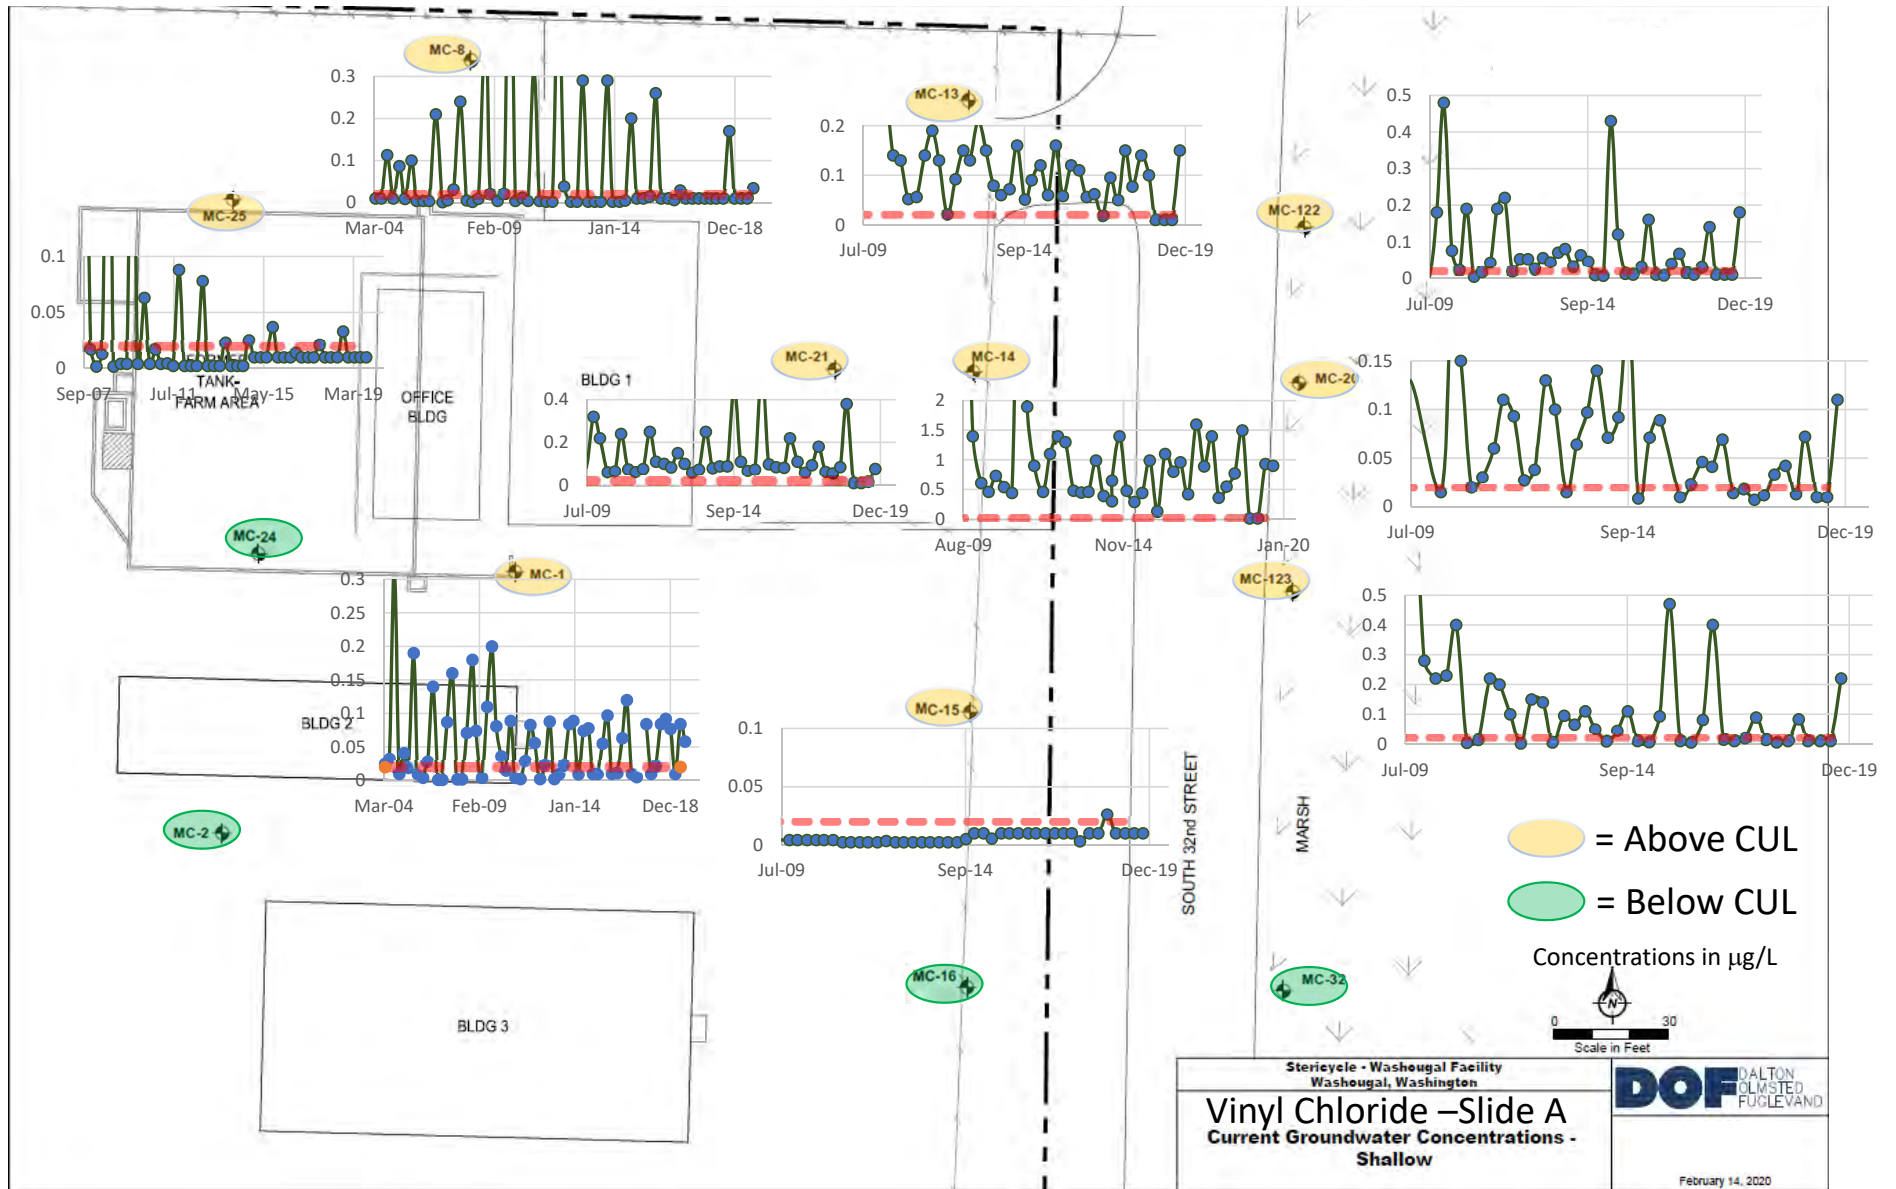 MC-8
0.3
0.2
0.1
0
Mar-04
Feb-09
Jan-14
Dec-18
MC-13
0.2
0.1
0
Jul-09
Sep-14
Dec-19
0.5
0.4
0.3
0.2
0.1
0
Jul-09
Sep-14
Dec-19
MC-122
MC-25
0.1
0.05
0
Sep-07
Jul-11
May-15
Mar-19
TANK-
FARM AREA
OFFICE
BLDG
BLDG 1
MC-21
0.4
0.2
0
Jul-09
Sep-14
Dec-19
MC-14
2
1.5
1
0.5
0
Aug-09
Nov-14
Jan-20
MC-20
0.15
0.1
0.05
0
Jul-09
Sep-14
Dec-19
MC-24
MC-1
0.3
0.25
0.2
0.15
0.1
0.05
0
Mar-04
Feb-09
Jan-14
Dec-18
MC-123
0.5
0.4
0.3
0.2
0.1
0
Jul-09
Sep-14
Dec-19
BLDG 2
MC-2
MC-15
0.1
0.05
0
Jul-09
Sep-14
Dec-19
SOUTH 32nd STREET
MARSH
= Above CUL
= Below CUL
Concentrations in µg/L
N
0 30
Scale in Feet
MC-16
MC-32
BLDG 3
Stericycle - Washougal Facility
Washougal, Washington
Vinyl Chloride –Slide A
Current Groundwater Concentrations -
Shallow
DOF
DALTON
OLMSTED
FUGLEVAND
February 14, 2020